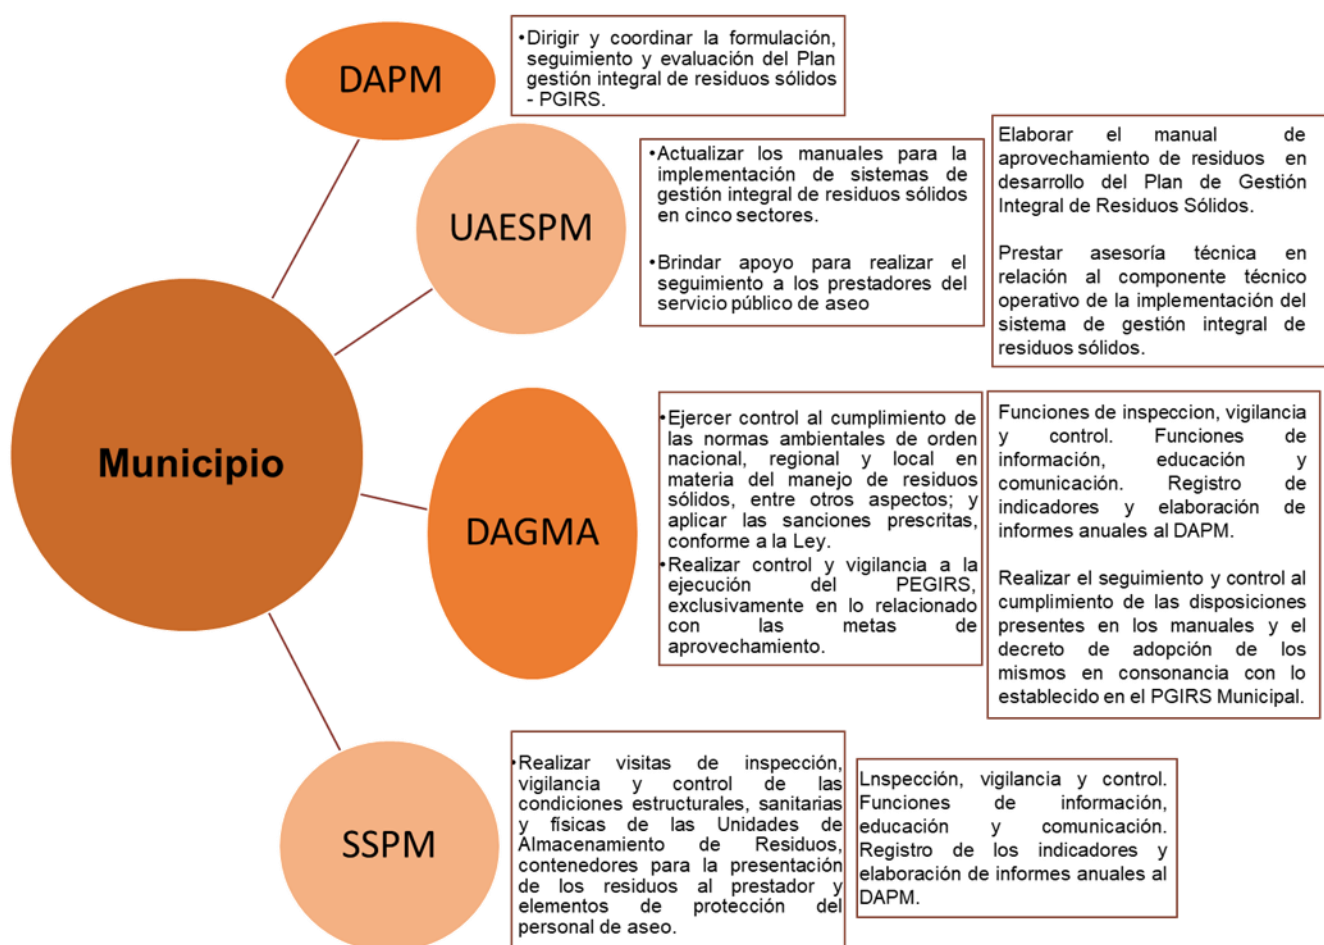 DAPM
•Dirigir y coordinar la formulación,
seguimiento y evaluación del Plan
gestión integral de residuos sólidos
- PGIRS.
UAESPM
•Actualizar los manuales para la
implementación de sistemas de
gestión integral de residuos sólidos
en cinco sectores.
•Brindar apoyo para realizar el
seguimiento a los prestadores del
servicio público de aseo
Elaborar el manual de
aprovechamiento de residuos en
desarrollo del Plan de Gestión
Integral de Residuos Sólidos.
Prestar asesoría técnica en
relación al componente técnico
operativo de la implementación del
sistema de gestión integral de
residuos sólidos.
Municipio
DAGMA
•Ejercer control al cumplimiento de
las normas ambientales de orden
nacional, regional y local en
materia del manejo de residuos
sólidos, entre otros aspectos; y
aplicar las sanciones prescritas,
conforme a la Ley.
•Realizar control y vigilancia a la
ejecución del PEGIRS,
exclusivamente en lo relacionado
con las metas de
aprovechamiento.
Funciones de inspeccion, vigilancia
y control. Funciones de
información, educación y
comunicación. Registro de
indicadores y elaboración de
informes anuales al DAPM.
Realizar el seguimiento y control al
cumplimiento de las disposiciones
presentes en los manuales y el
decreto de adopción de los
mismos en consonancia con lo
establecido en el PGIRS Municipal.
SSPM
•Realizar visitas de inspección,
vigilancia y control de las
condiciones estructurales, sanitarias
y físicas de las Unidades de
Almacenamiento de Residuos,
contenedores para la presentación
de los residuos al prestador y
elementos de protección del
personal de aseo.
Lnspección, vigilancia y control.
Funciones de información,
educación y comunicación.
Registro de los indicadores y
elaboración de informes anuales al
DAPM.